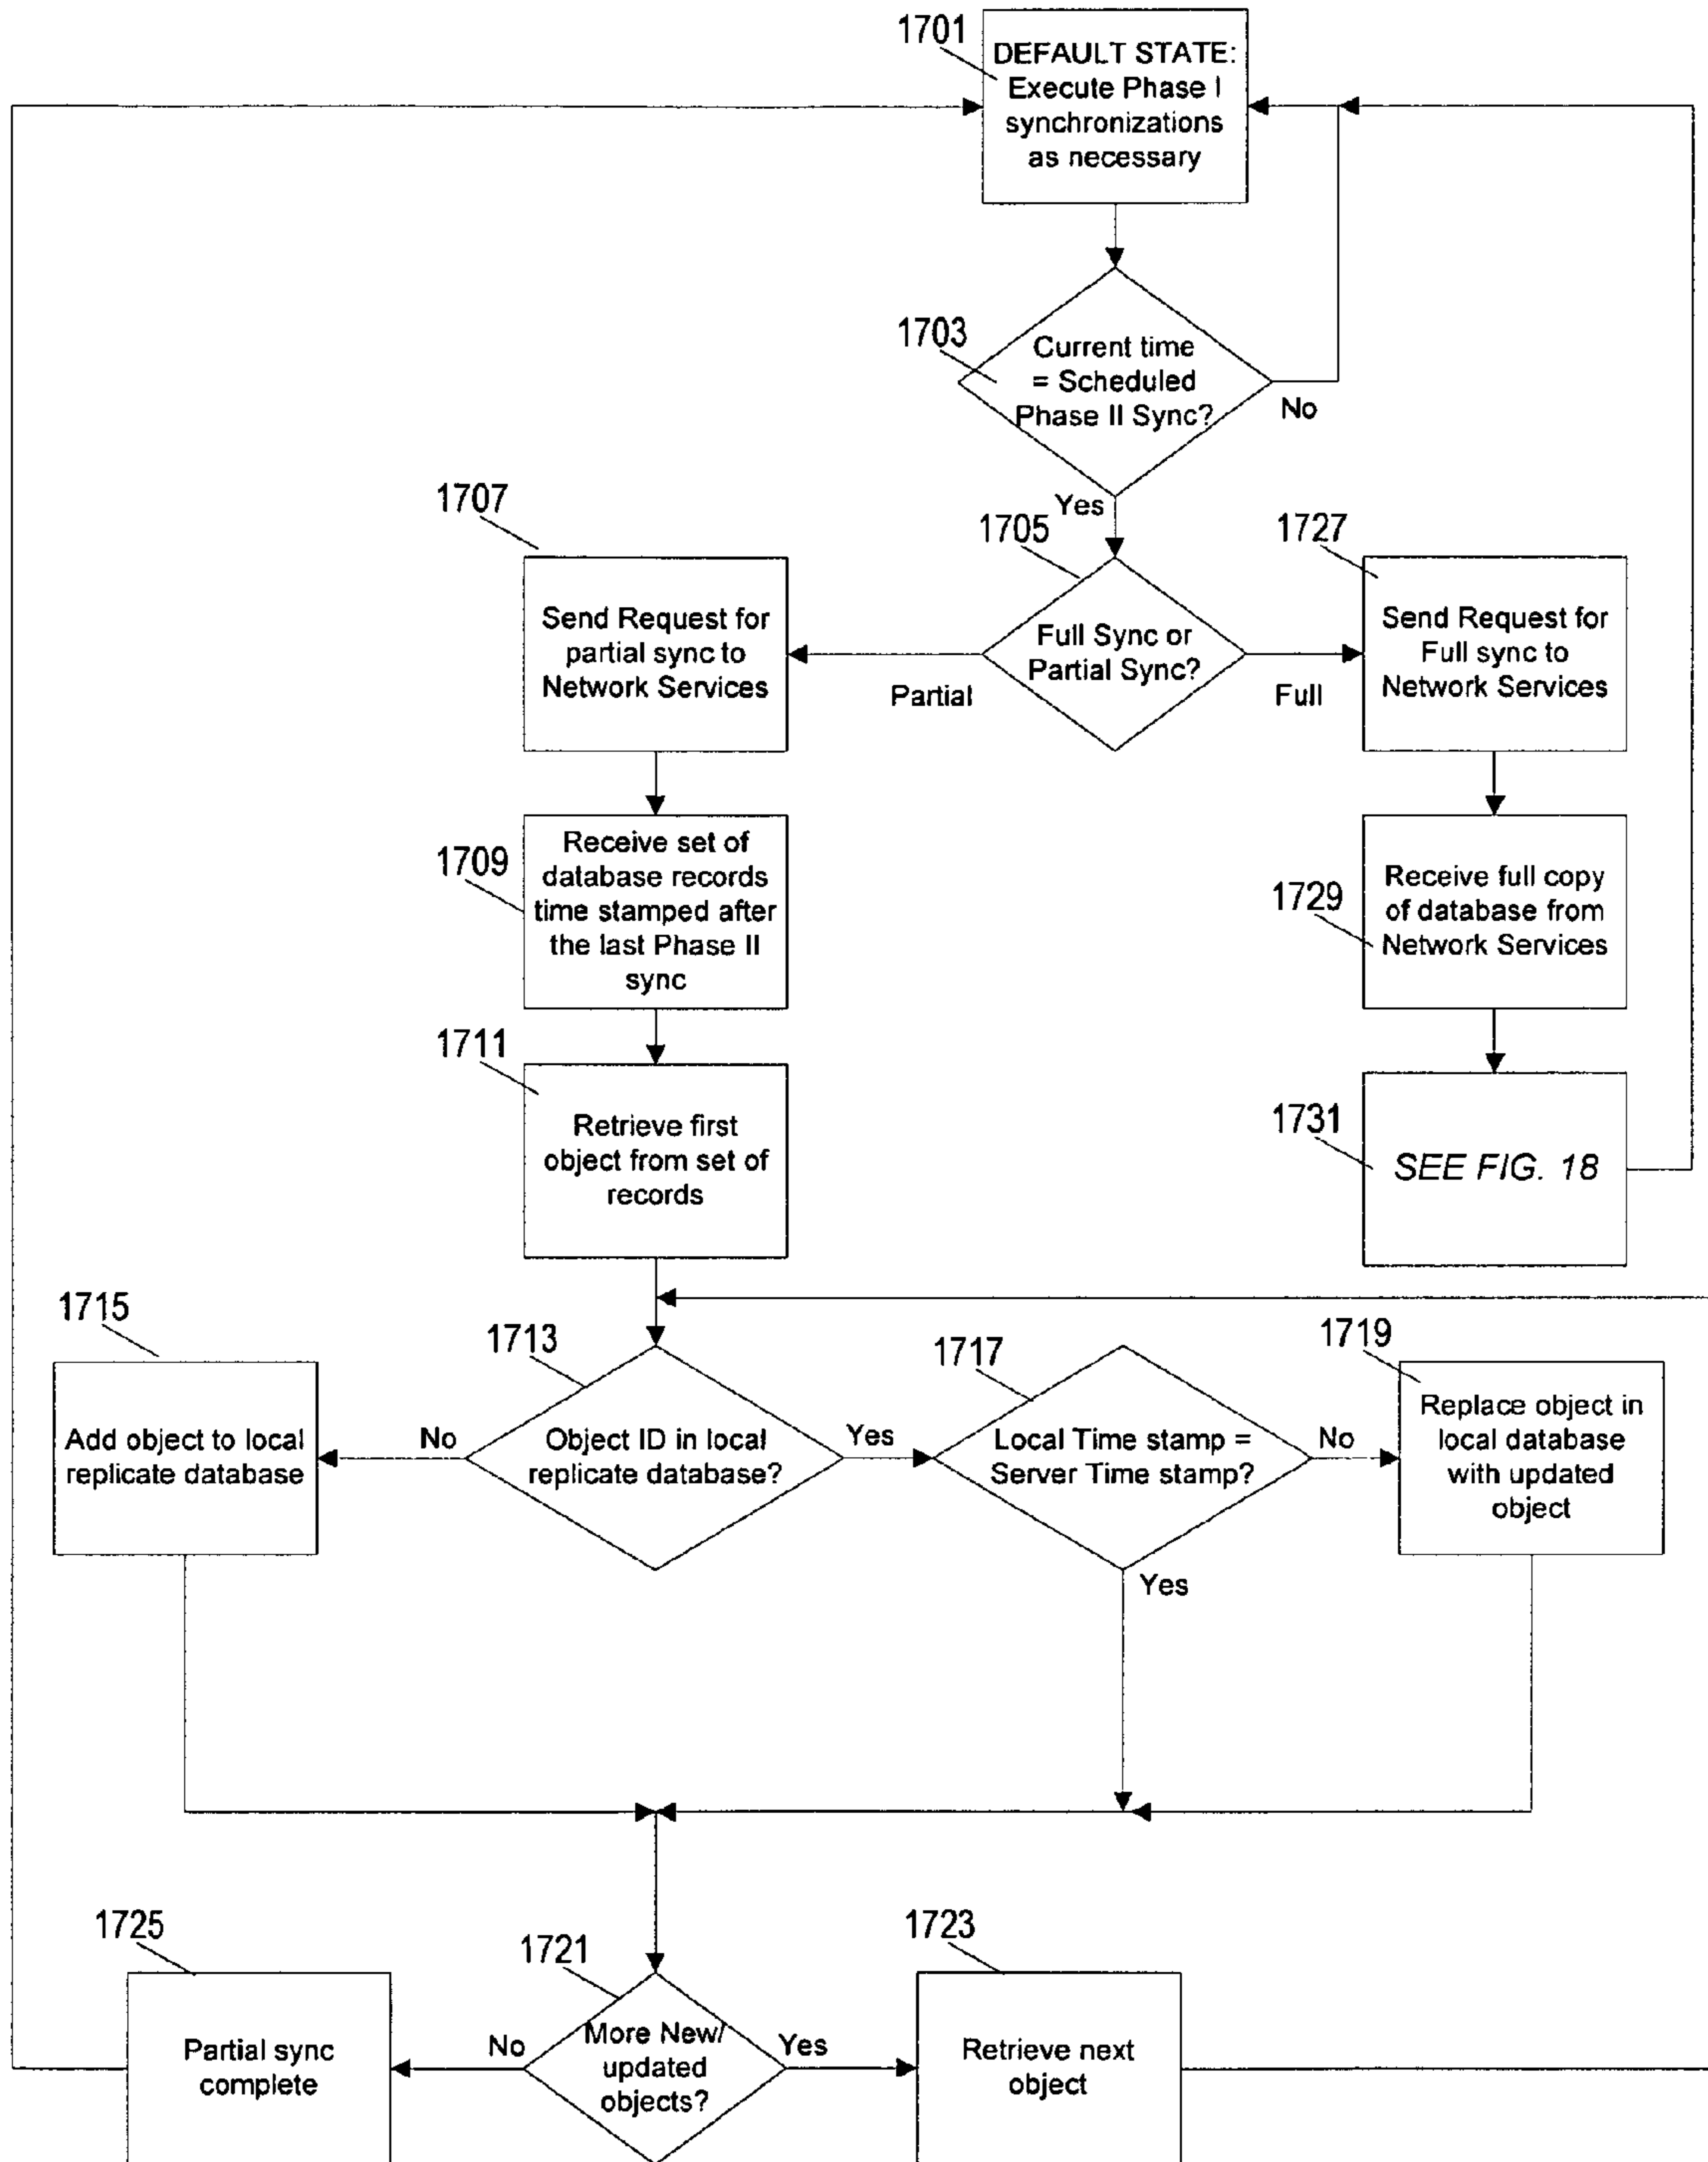 1701
DEFAULT STATE:
Execute Phase I
synchronizations
as necessary
1703
Current time
= Scheduled
Phase II Sync?
No
Yes
1707
Send Request for
partial sync to
Network Services
1705
Full Sync or
Partial Sync?
Partial
Full
1727
Send Request for
Full sync to
Network Services
1709
Receive set of
database records
time stamped after
the last Phase II
sync
1729
Receive full copy
of database from
Network Services
1711
Retrieve first
object from set of
records
1731
SEE FIG. 18
1715
Add object to local
replicate database
No
1713
Object ID in local
replicate database?
Yes
1717
Local Time stamp =
Server Time stamp?
No
Yes
1719
Replace object in
local database
with updated
object
1725
Partial sync
complete
No
1721
More New/
updated
objects?
Yes
1723
Retrieve next
object